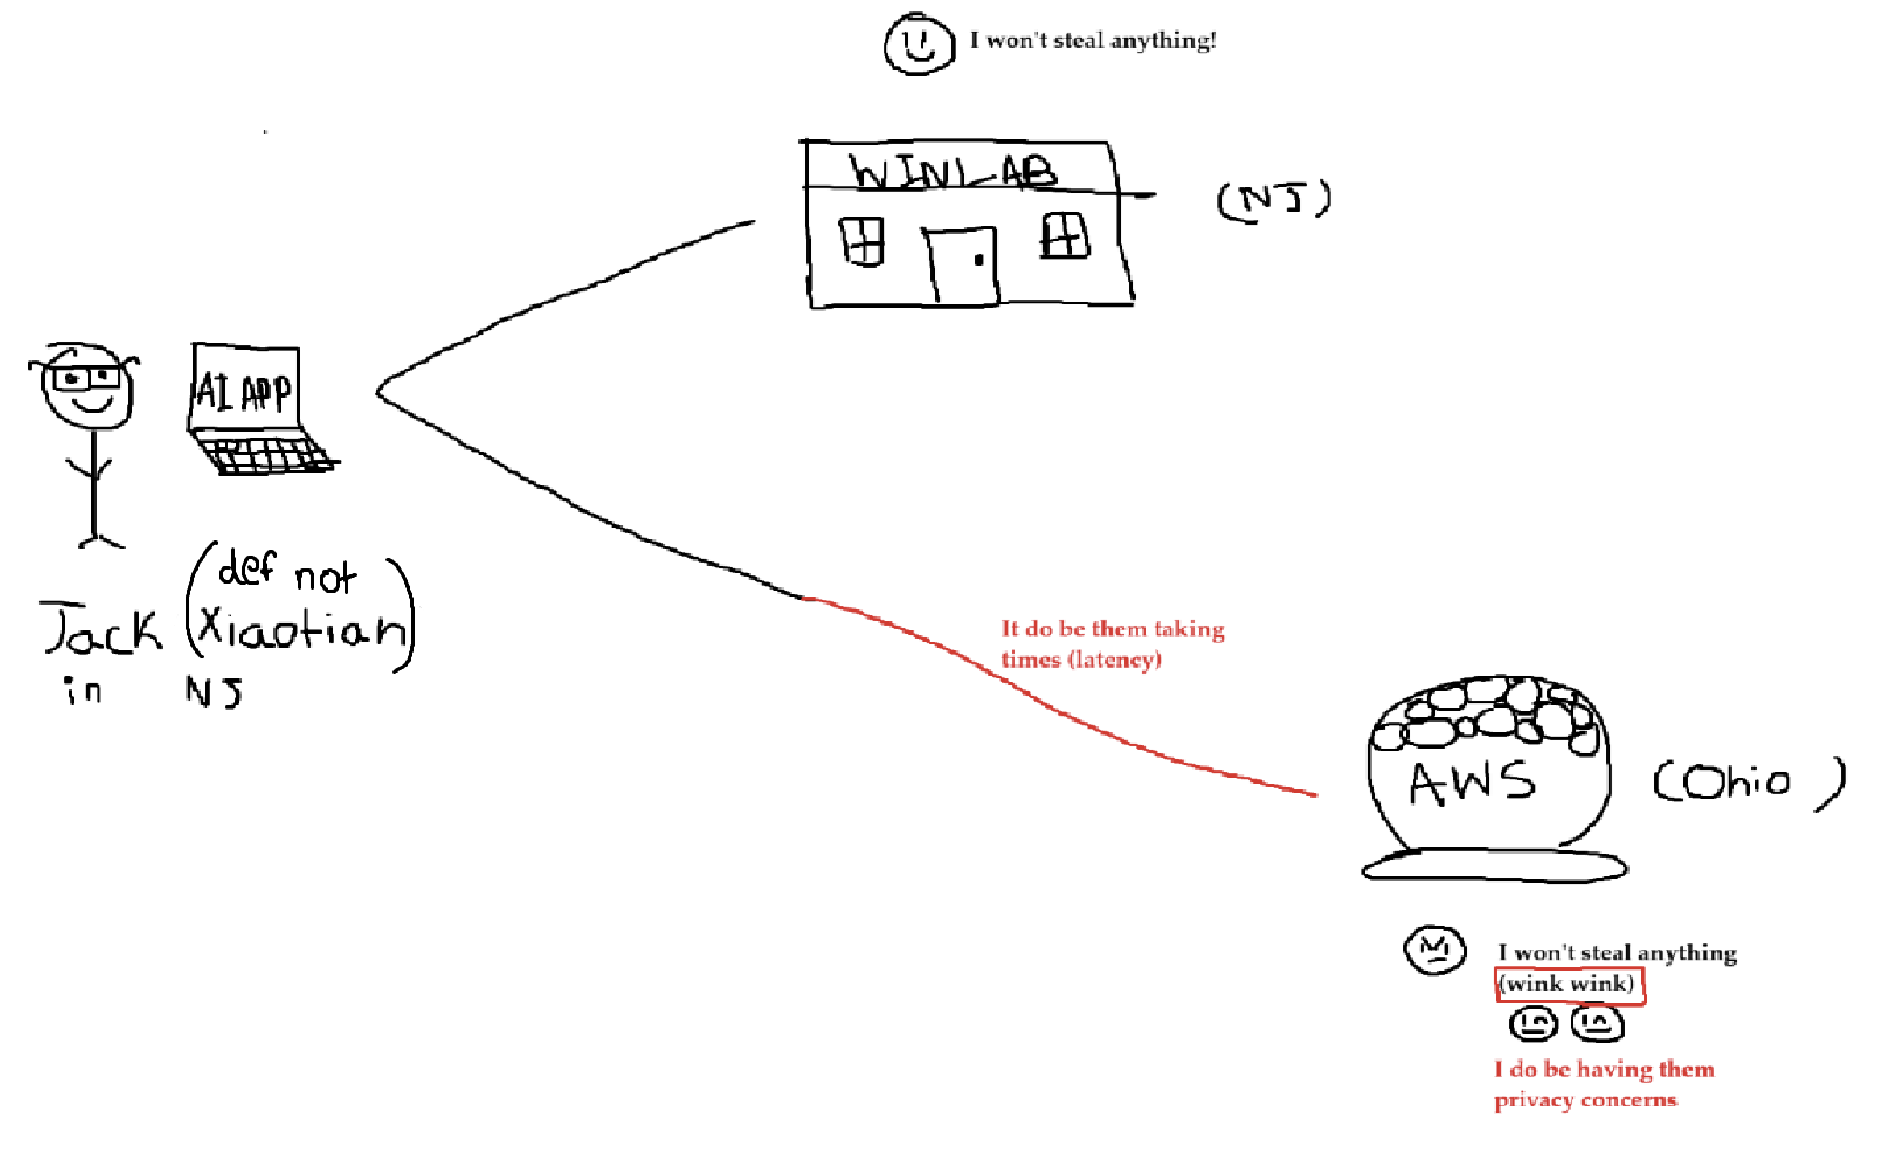 I won't steal anything!
WINLAB
(NJ)
AI APP
(def not
Xiaotian)
Jack
in NJ
It do be them taking
times (latency)
AWS
(Ohio)
I won't steal anything
(wink wink)
I do be having them
privacy concerns